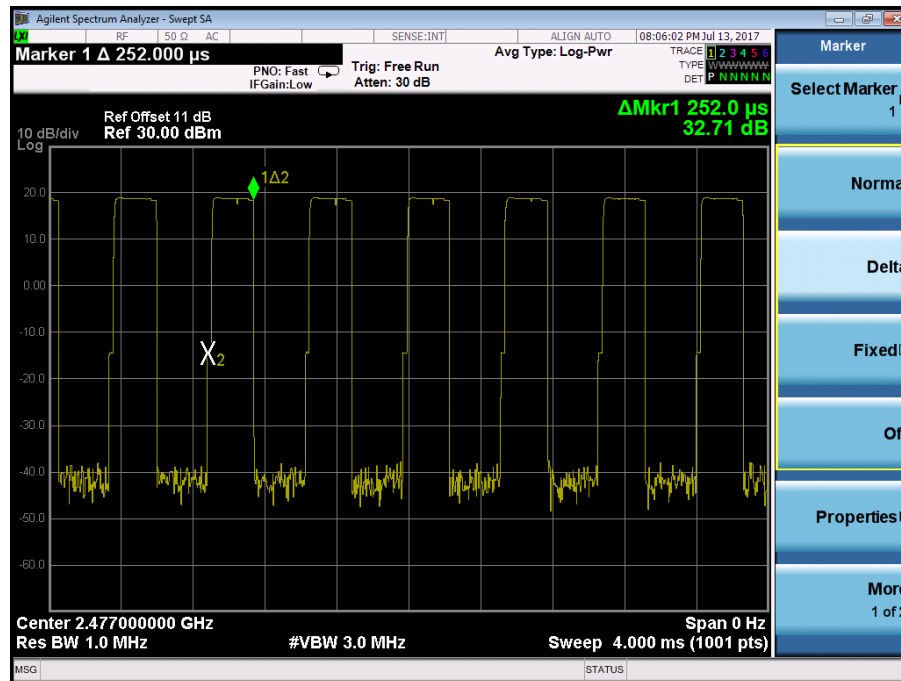 Agilent Spectrum Analyzer - Swept SA
LXI RF 50 Ω AC SENSE:INT ALIGN AUTO 08:06:02 PM Jul 13, 2017
Marker 1 Δ 252.000 µs
PNO: Fast
IFGain:Low
Trig: Free Run
Atten: 30 dB
Avg Type: Log-Pwr
TRACE 1 2 3 4 5 6
TYPE WWWWWWWW
DET P N N N N N
ΔMkr1 252.0 µs
32.71 dB
Ref Offset 11 dB
10 dB/div Ref 30.00 dBm
Log
1Δ2
20.0
10.0
0.00
-10.0
X2
-20.0
-30.0
-40.0
-50.0
-60.0
Center 2.477000000 GHz Span 0 Hz
Res BW 1.0 MHz #VBW 3.0 MHz Sweep 4.000 ms (1001 pts)
MSG STATUS
Marker
Select Marker
1
Norma
Delta
Fixed
Of
Properties
More
1 of 2